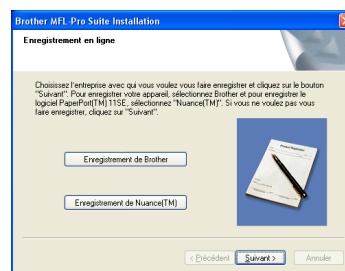 Brother MFL-Pro Suite Installation
Enregistrement en ligne
Choisissez l'entreprise avec qui vous voulez vous faire enregistrer et cliquez sur le bouton
"Suivant". Pour enregistrer votre appareil, sélectionnez Brother et pour enregistrer le
logiciel PaperPort(TM) 11SE, sélectionnez "Nuance(TM)". Si vous ne voulez pas vous
faire enregistrer, cliquez sur "Suivant".
Enregistrement de Brother
Enregistrement de Nuance(TM)
< Précédent Suivant > Annuler